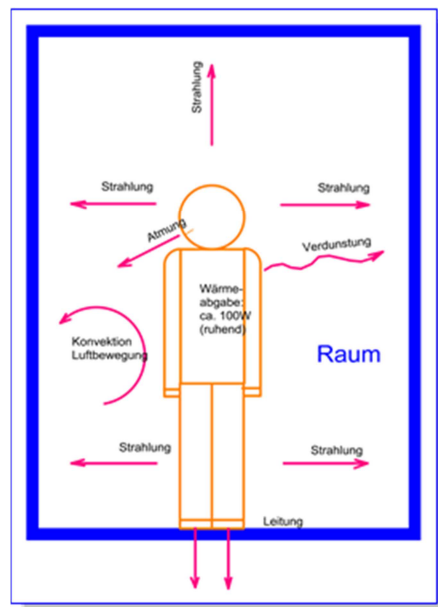 Strahlung
Strahlung
Strahlung
Atmung
Verdunstung
Wärme-
abgabe:
ca. 100W
(ruhend)
Konvektion
Luftbewegung
Raum
Strahlung
Strahlung
Leitung